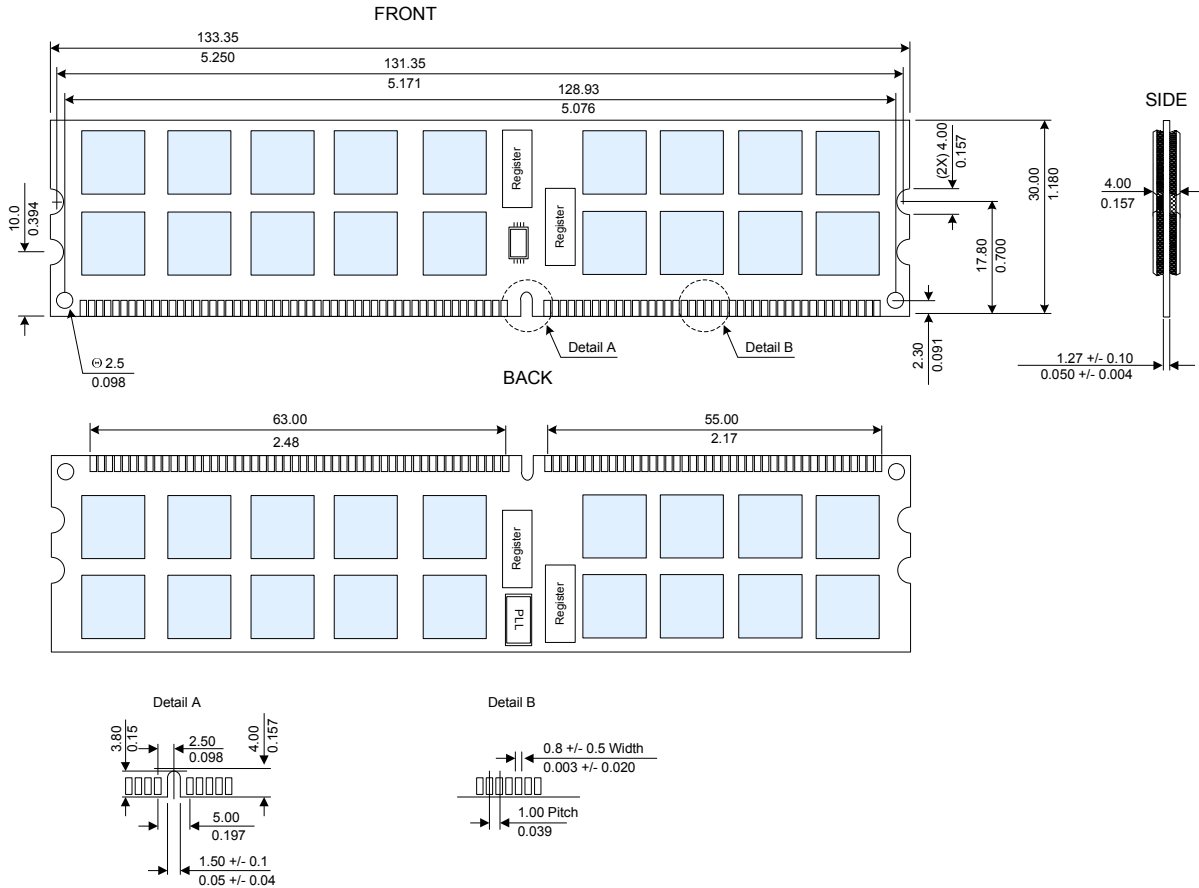 FRONT
133.35
5.250
131.35
5.171
128.93
5.076
SIDE
Register
Register
(2X) 4.00
0.157
30.00
1.180
4.00
0.157
10.0
0.394
17.80
0.700
Detail A
Detail B
2.30
0.091
Θ 2.5
0.098
1.27 +/- 0.10
0.050 +/- 0.004
BACK
63.00
2.48
55.00
2.17
Register
Register
PLL
Detail A
3.80
0.15
2.50
0.098
4.00
0.157
5.00
0.197
1.50 +/- 0.1
0.05 +/- 0.04
Detail B
0.8 +/- 0.5 Width
0.003 +/- 0.020
1.00 Pitch
0.039